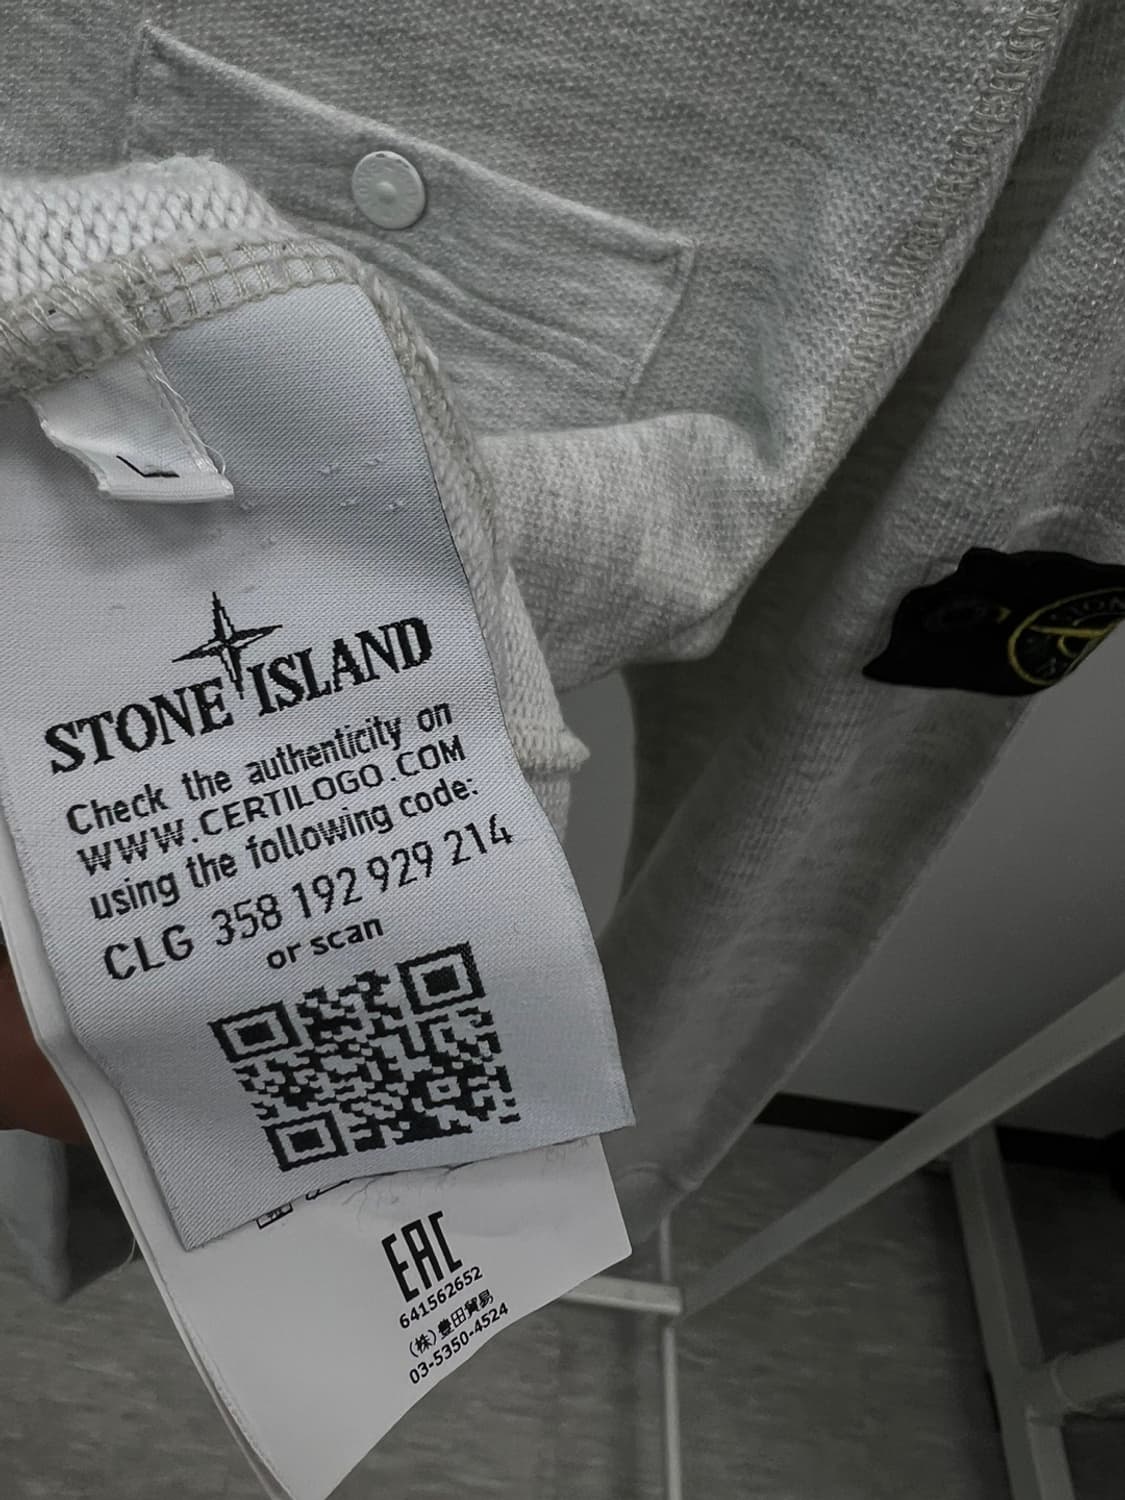 L
STONE ISLAND
Check the authenticity on
WWW.CERTILOGO.COM
using the following code:
CLG 358 192 929 214
or scan
EAC
641562652
(株)豊田貿易
03-5350-4524